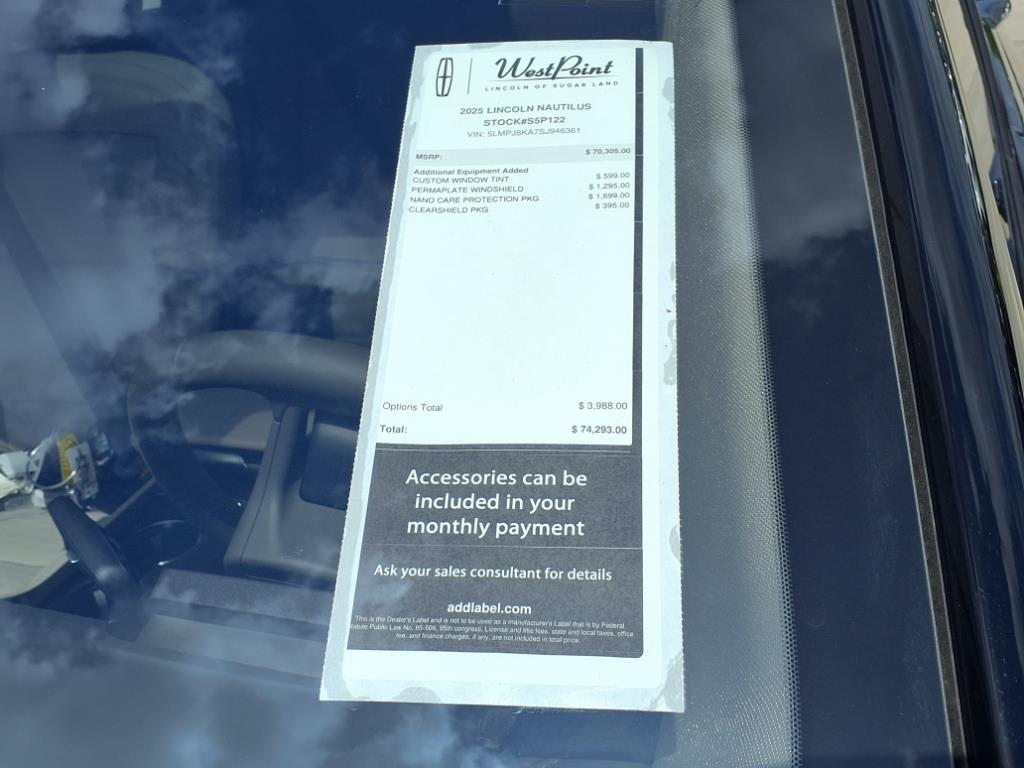 WestPoint
LINCOLN OF SUGAR LAND
2025 LINCOLN NAUTILUS
STOCK#S5P122
VIN: 5LMPJ8KA7SJ946361
MSRP: $ 70,305.00
Additional Equipment Added
CUSTOM WINDOW TINT $ 599.00
PERMAPLATE WINDSHIELD $ 1,295.00
NANO CARE PROTECTION PKG $ 1,699.00
CLEARSHIELD PKG $ 395.00
Options Total $ 3,988.00
Total: $ 74,293.00
Accessories can be
included in your
monthly payment
Ask your sales consultant for details
addlabel.com
This is the Dealer's Label and is not to be used as a manufacturer's Label that is by Federal
Statute Public Law No. 85-506, 85th congress. License and title fees, state and local taxes, office
fee, and finance charges, if any, are not included in total price.